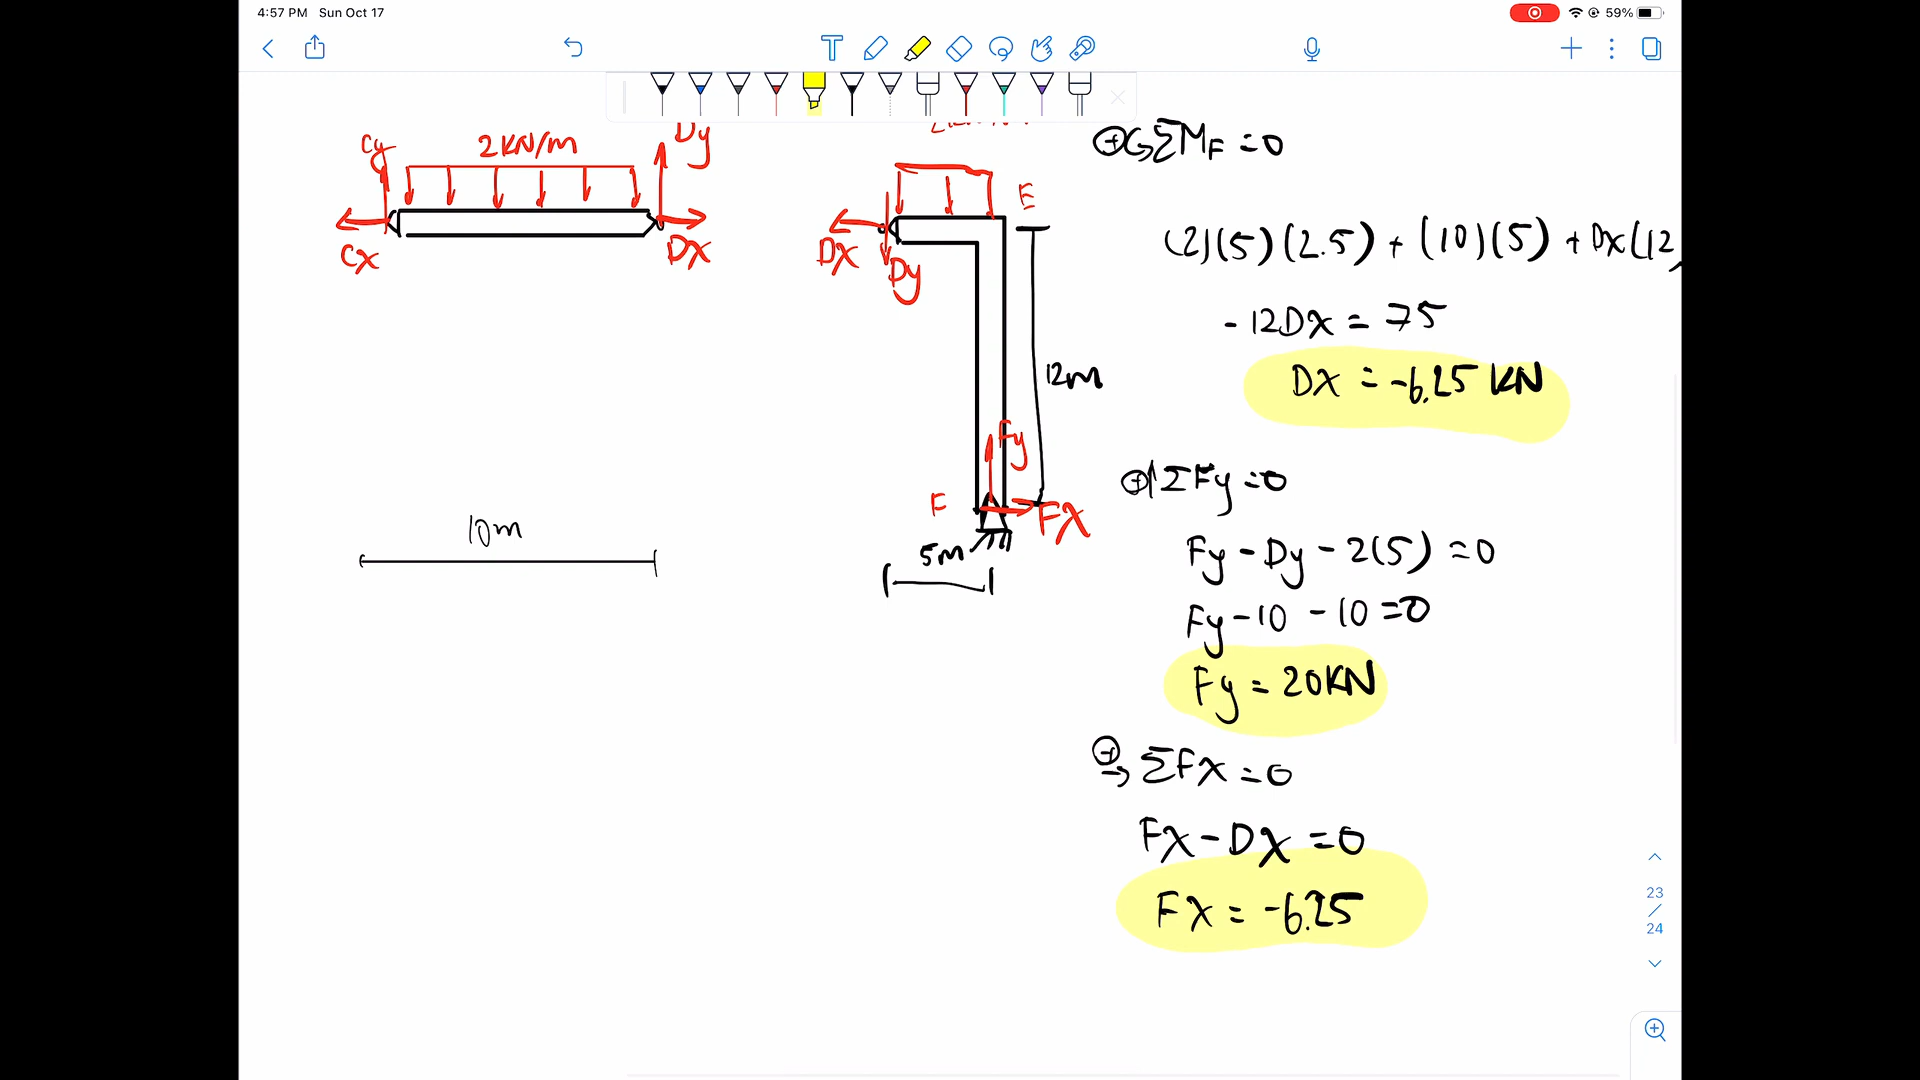 4:57 PM Sun Oct 17
59%
Cy
2KN/m
Dy
Cx
Dx
10m
E
Dx
Dy
12m
Fy
F
Fx
5m
+ ΣMF = 0
(2)(5)(2.5) + (10)(5) + Dx(12
-12Dx = 75
Dx = -6.25 KN
+↑ΣFy = 0
Fy - Dy - 2(5) = 0
Fy - 10 - 10 = 0
Fy = 20KN
+→ ΣFx = 0
Fx - Dx = 0
Fx = -6.25
23
/
24